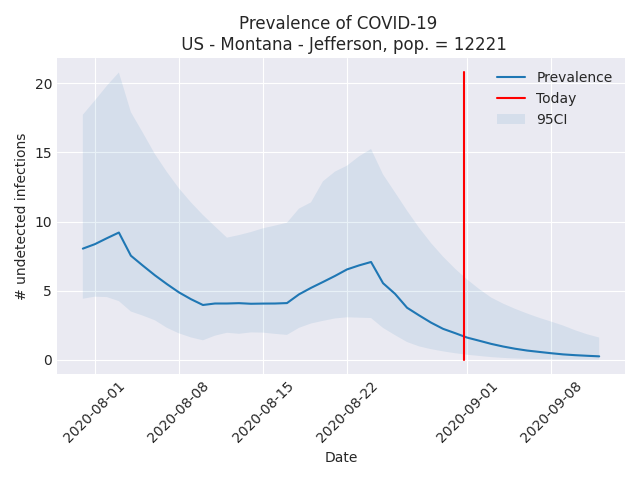 Prevalence of COVID-19
US - Montana - Jefferson, pop. = 12221
Prevalence
Today
95CI
# undetected infections
20
15
10
5
0
2020-08-01
2020-08-08
2020-08-15
2020-08-22
2020-09-01
2020-09-08
Date